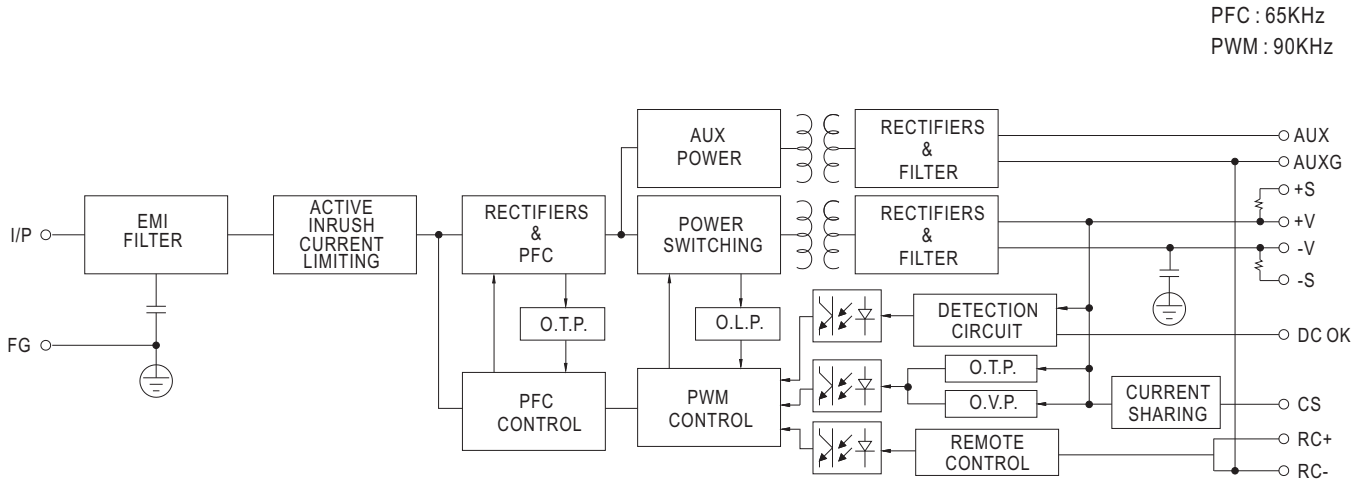 PFC : 65KHz
PWM : 90KHz
AUX
POWER
RECTIFIERS
&
FILTER
AUX
AUXG
I/P
EMI
FILTER
ACTIVE
INRUSH
CURRENT
LIMITING
RECTIFIERS
&
PFC
POWER
SWITCHING
RECTIFIERS
&
FILTER
+S
+V
-V
-S
FG
O.T.P.
O.L.P.
DETECTION
CIRCUIT
DC OK
PFC
CONTROL
PWM
CONTROL
O.T.P.
O.V.P.
CURRENT
SHARING
CS
REMOTE
CONTROL
RC+
RC-